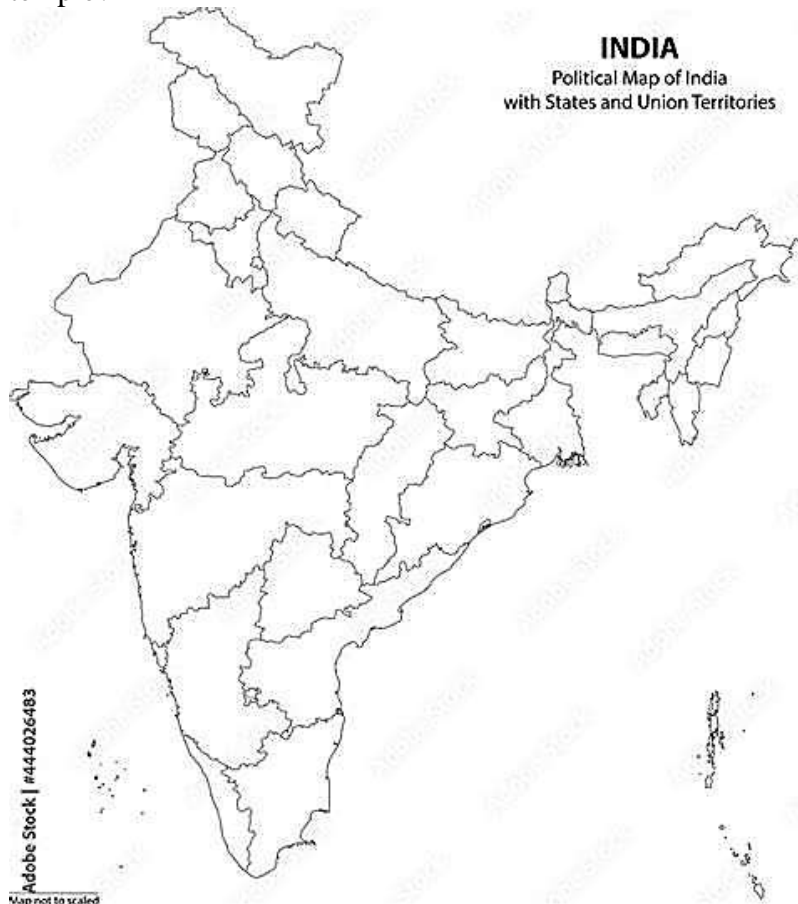 INDIA
Political Map of India
with States and Union Territories
Adobe Stock | #444026483
Map not to scaled